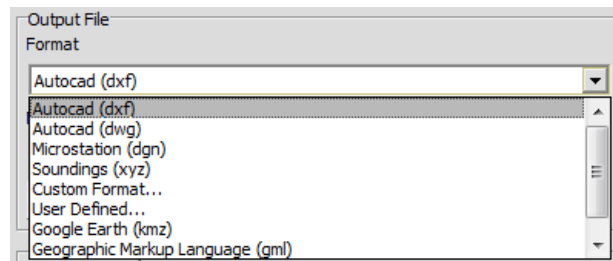 Output File
Format
Autocad (dxf)
Autocad (dxf)
Autocad (dwg)
Microstation (dgn)
Soundings (xyz)
Custom Format...
User Defined...
Google Earth (kmz)
Geographic Markup Language (gml)